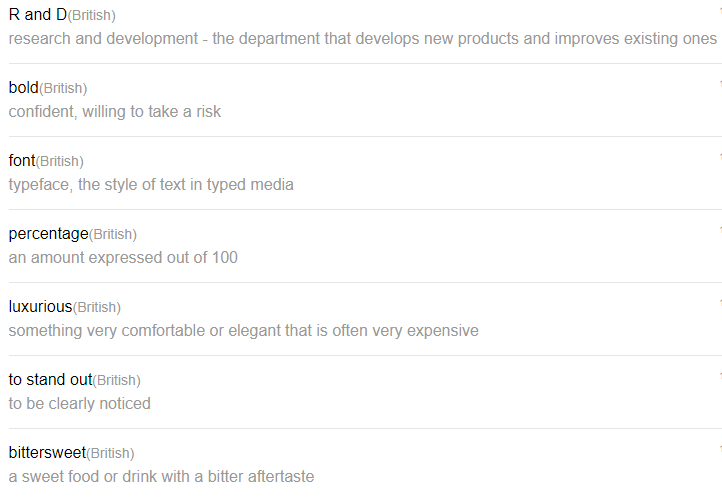 R and D(British)
research and development - the department that develops new products and improves existing ones
bold(British)
confident, willing to take a risk
font(British)
typeface, the style of text in typed media
percentage(British)
an amount expressed out of 100
luxurious(British)
something very comfortable or elegant that is often very expensive
to stand out(British)
to be clearly noticed
bittersweet(British)
a sweet food or drink with a bitter aftertaste